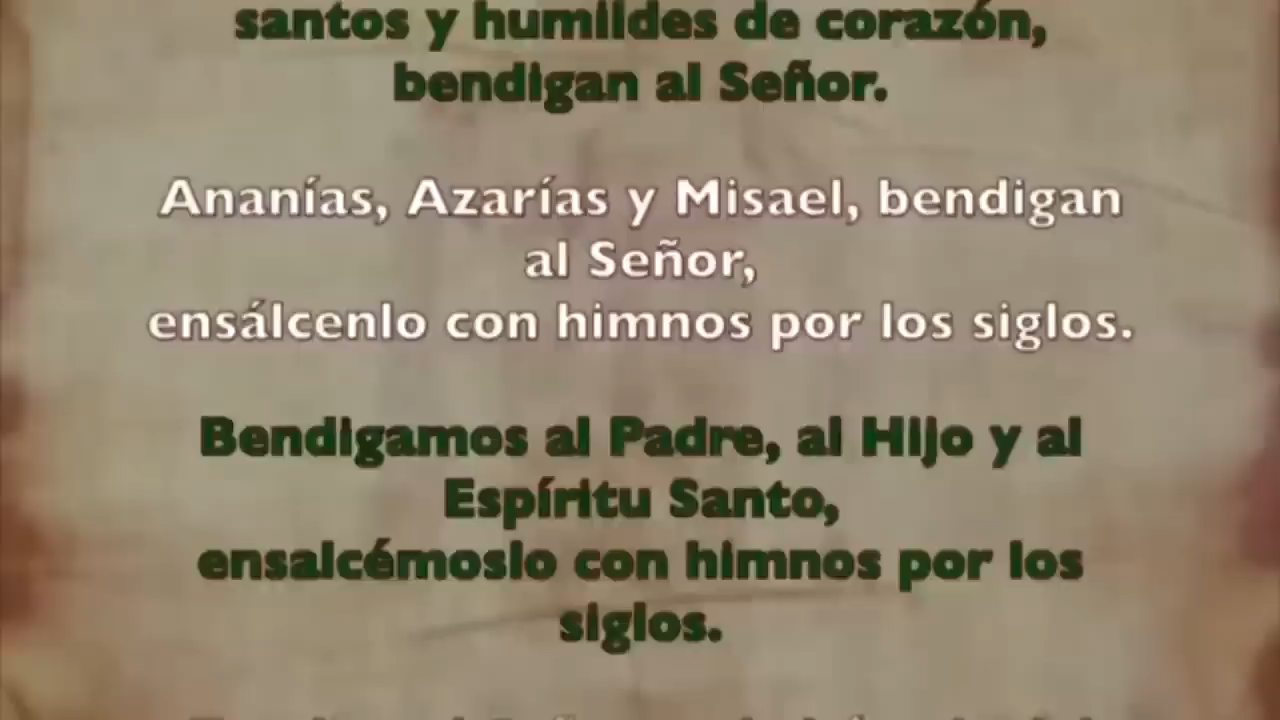 santos y humildes de corazón,
bendigan al Señor.
Ananías, Azarías y Misael, bendigan
al Señor,
ensálcenlo con himnos por los siglos.
Bendigamos al Padre, al Hijo y al
Espíritu Santo,
ensalcémoslo con himnos por los
siglos.